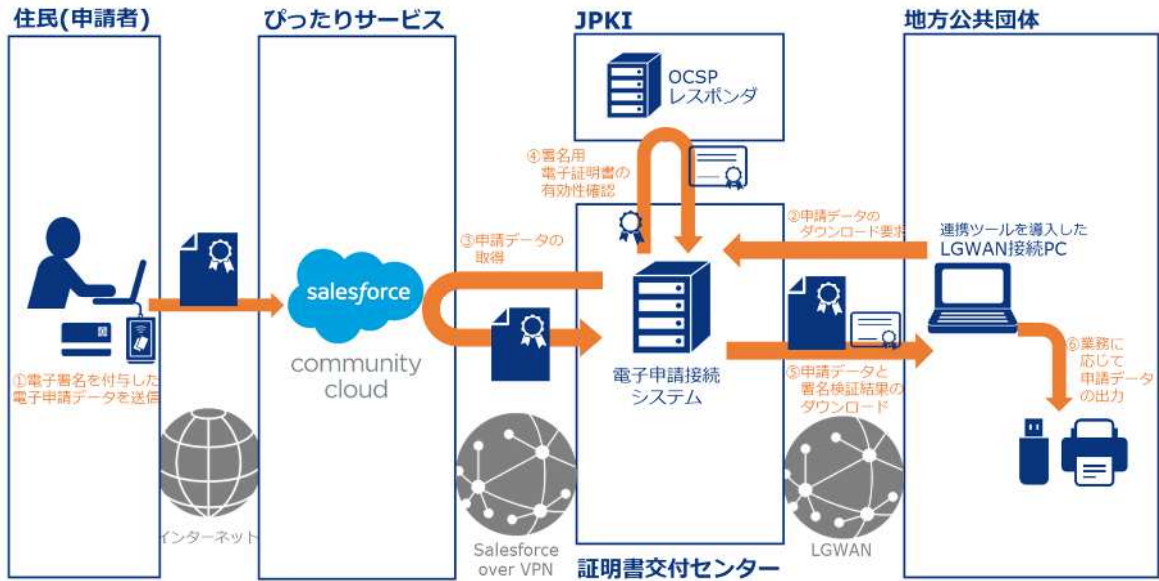 住民(申請者)
ぴったりサービス
JPKI
地方公共団体
OCSP
レスポンダ
④署名用
電子証明書の
有効性確認
②申請データの
ダウンロード要求
連携ツールを導入した
LGWAN接続PC
③申請データの
取得
salesforce
community
cloud
①電子署名を付与した
電子申請データを送信
電子申請接続
システム
⑤申請データと
署名検証結果の
ダウンロード
⑥業務に
応じて
申請データ
の出力
インターネット
Salesforce
over VPN
LGWAN
証明書交付センター